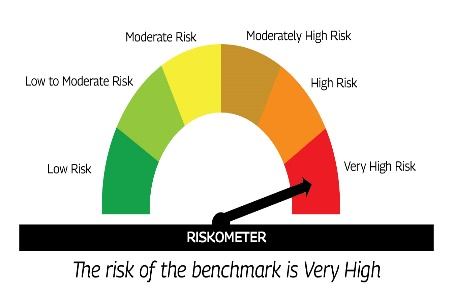 Moderate Risk
Moderately High Risk
Low to Moderate Risk
High Risk
Low Risk
Very High Risk
RISKOMETER
The risk of the benchmark is Very High